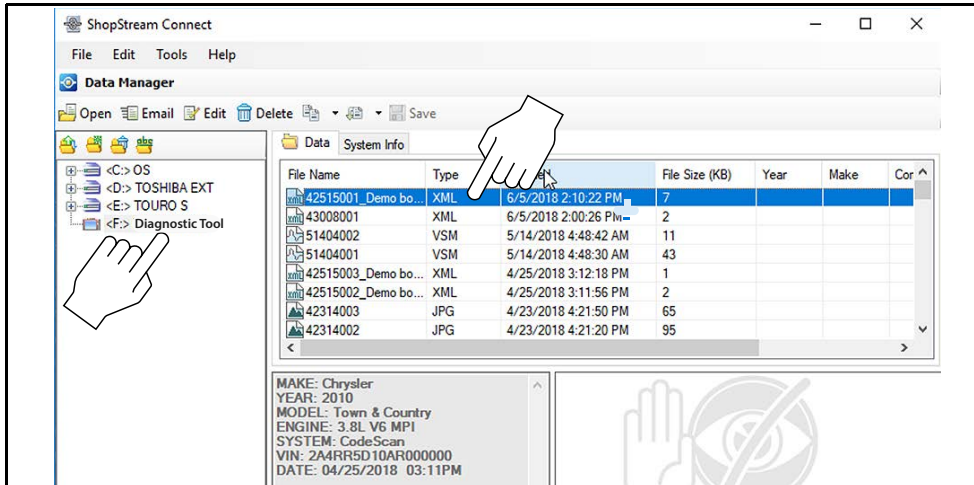 ShopStream Connect
File Edit Tools Help
Data Manager
Open Email Edit Delete Save
<C:> OS
<D:> TOSHIBA EXT
<E:> TOURO S
<F:> Diagnostic Tool
Data System Info
File Name Type File Size (KB) Year Make Cor
42515001_Demo bo... XML 6/5/2018 2:10:22 PM 7
43008001 XML 6/5/2018 2:00:26 PM 2
51404002 VSM 5/14/2018 4:48:42 AM 11
51404001 VSM 5/14/2018 4:48:30 AM 43
42515003_Demo bo... XML 4/25/2018 3:12:18 PM 1
42515002_Demo bo... XML 4/25/2018 3:11:56 PM 2
42314003 JPG 4/23/2018 4:21:50 PM 65
42314002 JPG 4/23/2018 4:21:20 PM 95
MAKE: Chrysler
YEAR: 2010
MODEL: Town & Country
ENGINE: 3.8L V6 MPI
SYSTEM: CodeScan
VIN: 2A4RR5D10AR000000
DATE: 04/25/2018 03:11PM